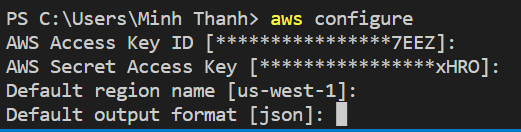 PS C:\Users\Minh Thanh> aws configure
AWS Access Key ID [****************7EEZ]:
AWS Secret Access Key [****************xHRO]:
Default region name [us-west-1]:
Default output format [json]: